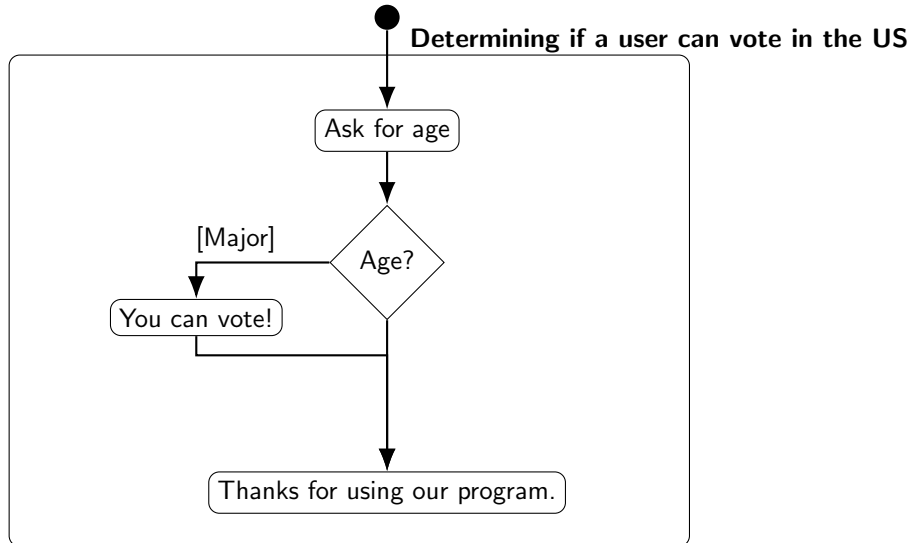 Determining if a user can vote in the US
Ask for age
Age?
[Major]
You can vote!
Thanks for using our program.